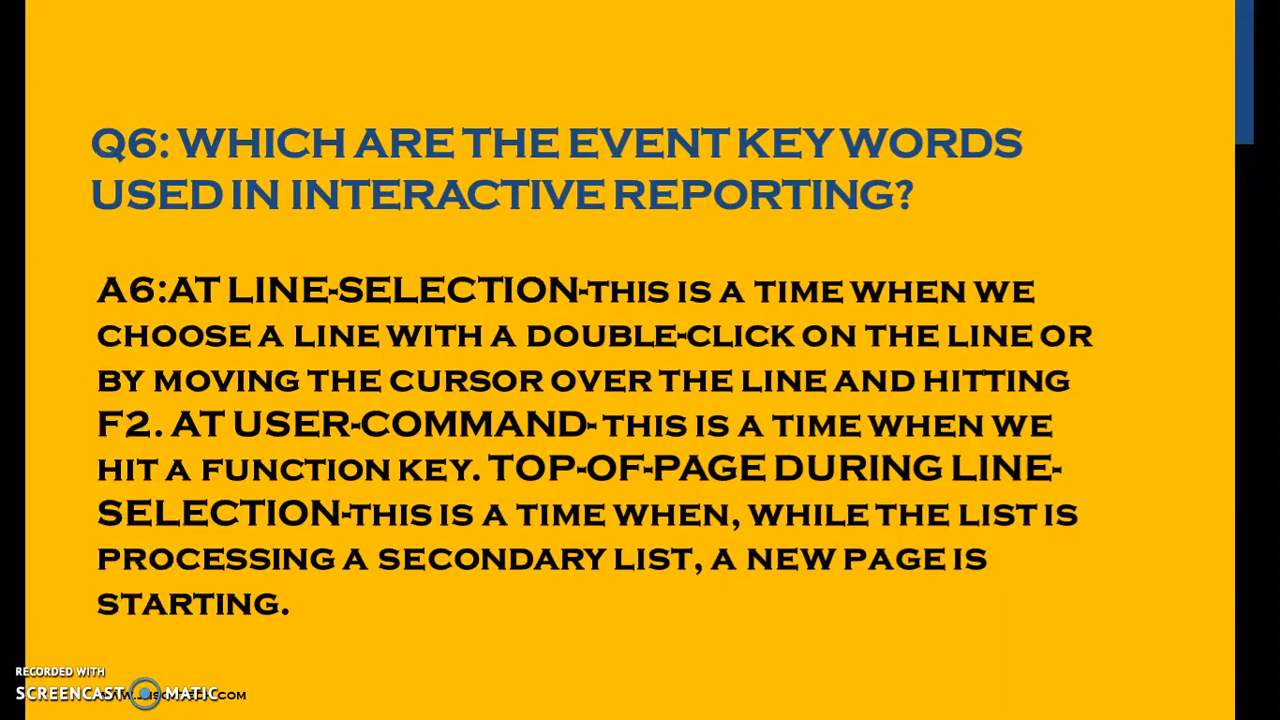 Q6: WHICH ARE THE EVENT KEY WORDS
USED IN INTERACTIVE REPORTING?
A6:AT LINE-SELECTION-THIS IS A TIME WHEN WE
CHOOSE A LINE WITH A DOUBLE-CLICK ON THE LINE OR
BY MOVING THE CURSOR OVER THE LINE AND HITTING
F2. AT USER-COMMAND- THIS IS A TIME WHEN WE
HIT A FUNCTION KEY. TOP-OF-PAGE DURING LINE-
SELECTION-THIS IS A TIME WHEN, WHILE THE LIST IS
PROCESSING A SECONDARY LIST, A NEW PAGE IS
STARTING.
RECORDED WITH
SCREENCAST MATIC